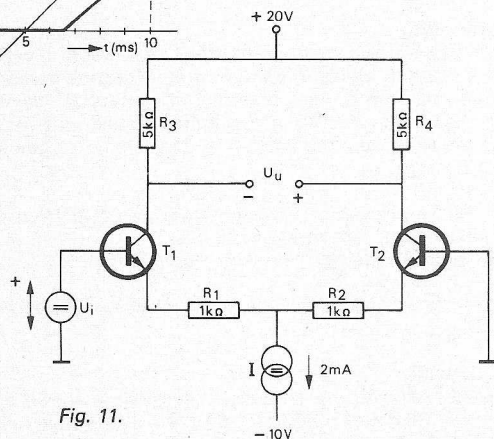 5
10
t (ms)
+ 20V
5kΩ
R3
5kΩ
R4
Uu
− +
T1
T2
+
Ui
R1
1kΩ
R2
1kΩ
I
2mA
Fig. 11.
− 10V